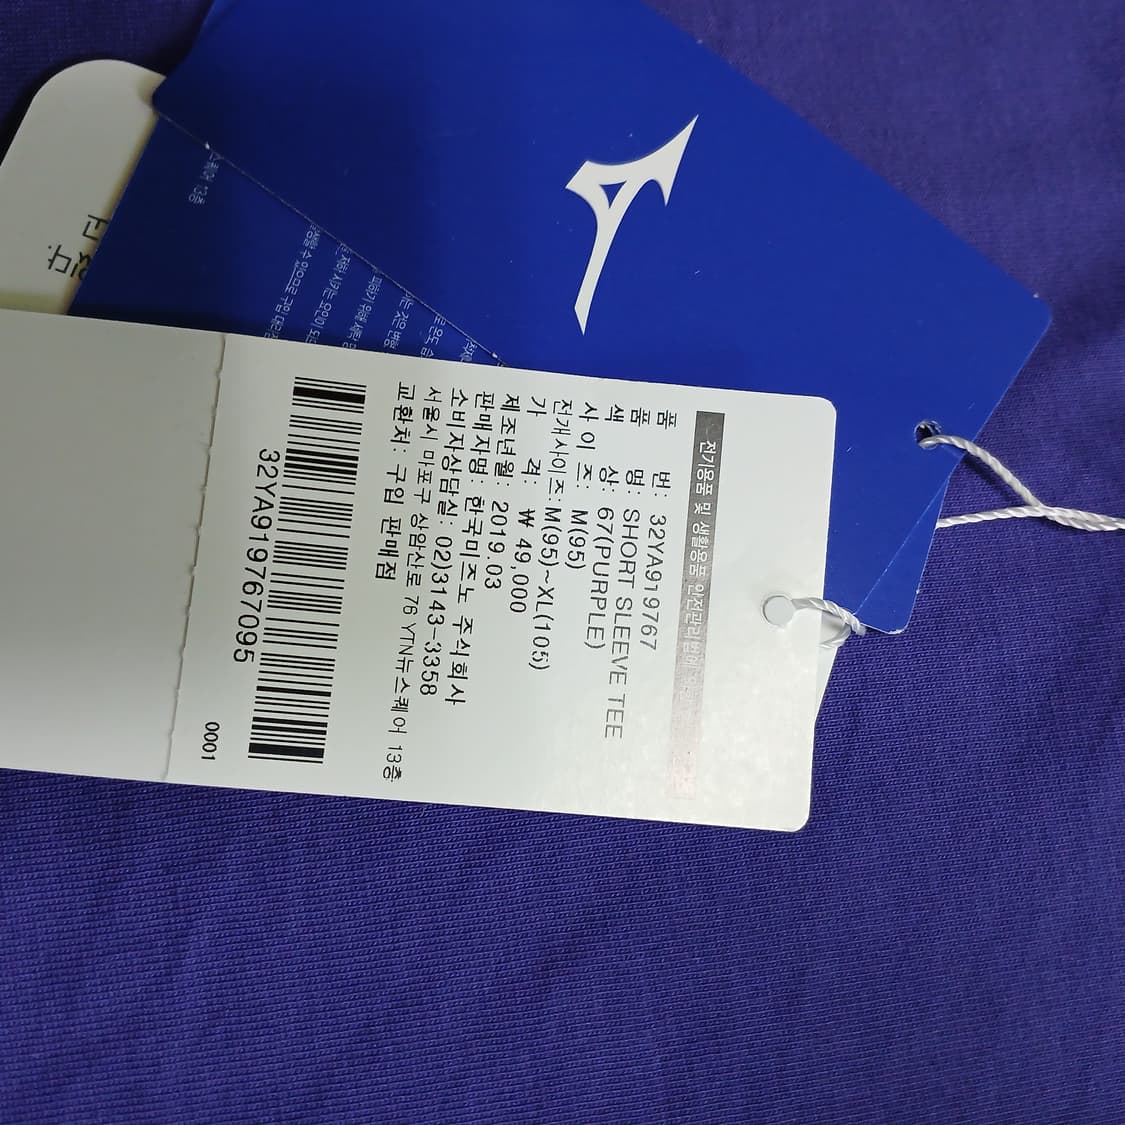 전기용품 및 생활용품 안전관리법에
품 번: 32YA919767
품 명: SHORT SLEEVE TEE
색 상: 67(PURPLE)
사 이 즈: M(95)
전개사이즈: M(95)~XL(105)
가 격: ₩ 49,000
제조년월: 2019.03
판매자명: 한국미즈노 주식회사
소비자상담실: 02)3143-3358
서울시 마포구 상암산로 76 YTN뉴스퀘어 13층
교환처: 구입 판매점
32YA919767095
0001